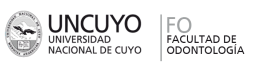 UNCUYO
UNIVERSIDAD
NACIONAL DE CUYO
FO
FACULTAD DE
ODONTOLOGÍA